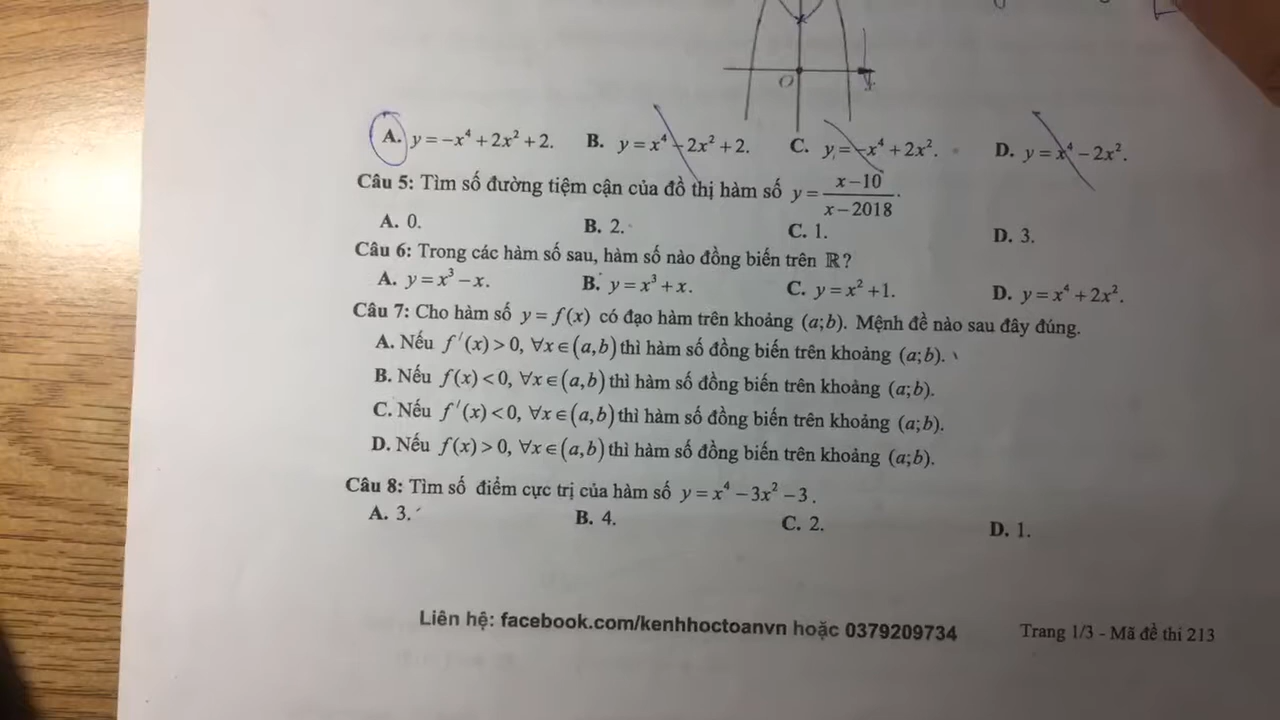 O
A. y = -x⁴ + 2x² + 2. B. y = x⁴ - 2x² + 2. C. y = -x⁴ + 2x². D. y = x⁴ - 2x².
Câu 5: Tìm số đường tiệm cận của đồ thị hàm số y = (x-10)/(x-2018).
A. 0. B. 2. C. 1. D. 3.
Câu 6: Trong các hàm số sau, hàm số nào đồng biến trên ℝ?
A. y = x³ - x. B. y = x³ + x. C. y = x² + 1. D. y = x⁴ + 2x².
Câu 7: Cho hàm số y = f(x) có đạo hàm trên khoảng (a;b). Mệnh đề nào sau đây đúng.
A. Nếu f'(x) > 0, ∀x∈(a,b) thì hàm số đồng biến trên khoảng (a;b).
B. Nếu f(x) < 0, ∀x∈(a,b) thì hàm số đồng biến trên khoảng (a;b).
C. Nếu f'(x) < 0, ∀x∈(a,b) thì hàm số đồng biến trên khoảng (a;b).
D. Nếu f(x) > 0, ∀x∈(a,b) thì hàm số đồng biến trên khoảng (a;b).
Câu 8: Tìm số điểm cực trị của hàm số y = x⁴ - 3x² - 3.
A. 3. B. 4. C. 2. D. 1.
Liên hệ: facebook.com/kenhhoctoanvn hoặc 0379209734
Trang 1/3 - Mã đề thi 213